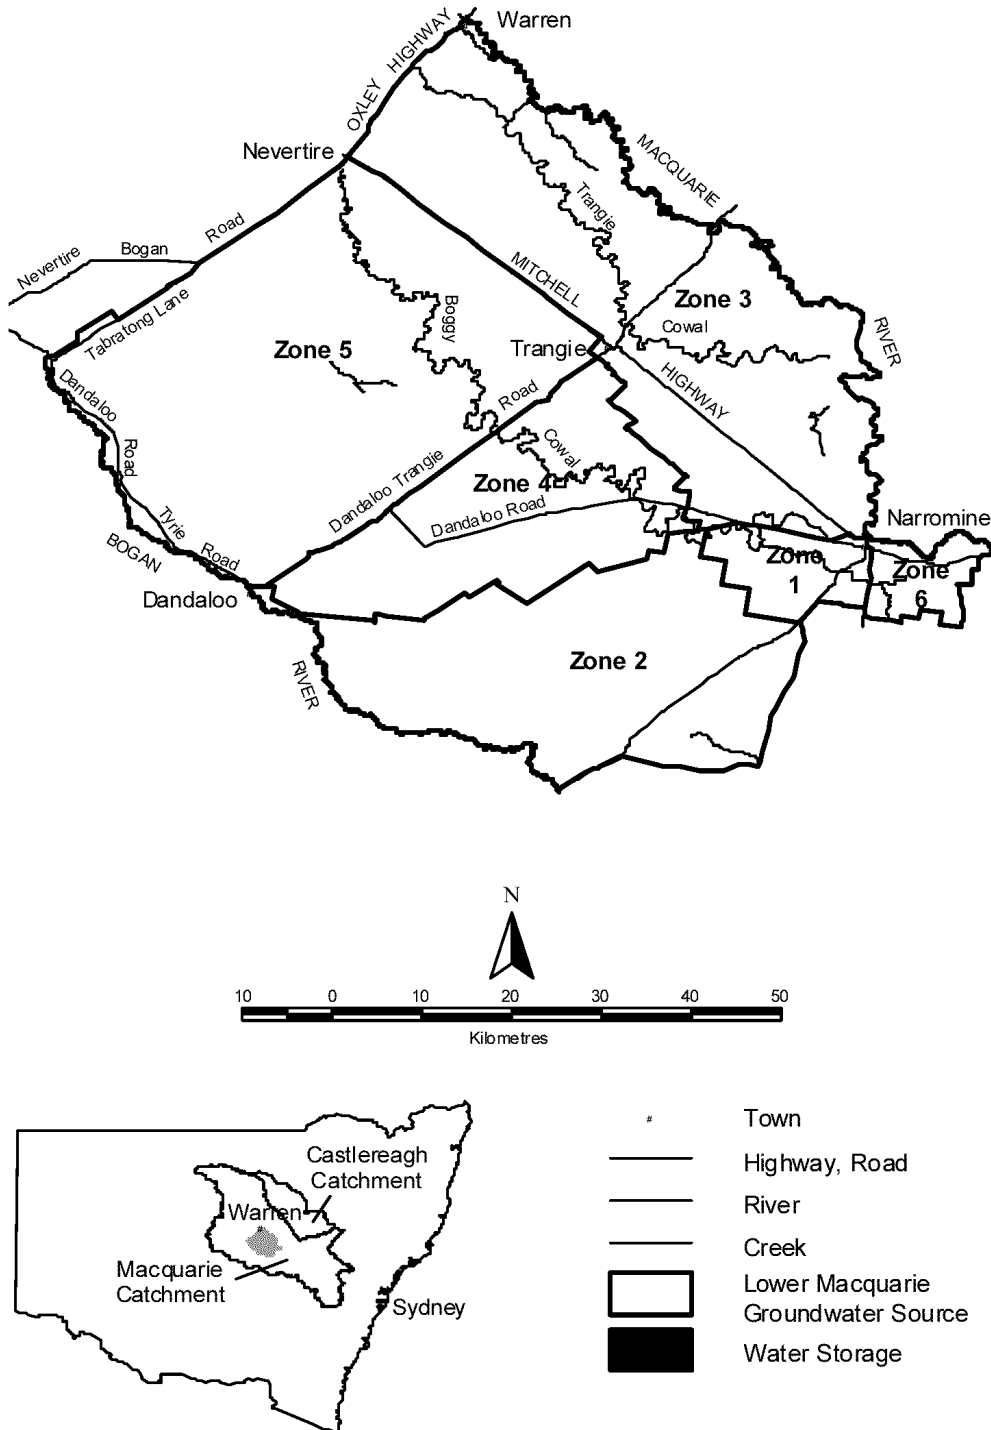 Warren
OXLEY HIGHWAY
Nevertire
MACQUARIE
Trangie
Road
Bogan
Nevertire
MITCHELL
Zone 3
Tabratong Lane
Boggy
Cowal
RIVER
Zone 5
Trangie
HIGHWAY
Dandaloo
Road
Road
Cowal
Dandaloo Trangie
Zone 4
Dandaloo Road
Tyrie
Road
Narromine
BOGAN
Zone
1
Zone
6
Dandaloo
Zone 2
RIVER
N
10 0 10 20 30 40 50
Kilometres
Castlereagh
Catchment
Warren
Macquarie
Catchment
Sydney
Town
Highway, Road
River
Creek
Lower Macquarie
Groundwater Source
Water Storage